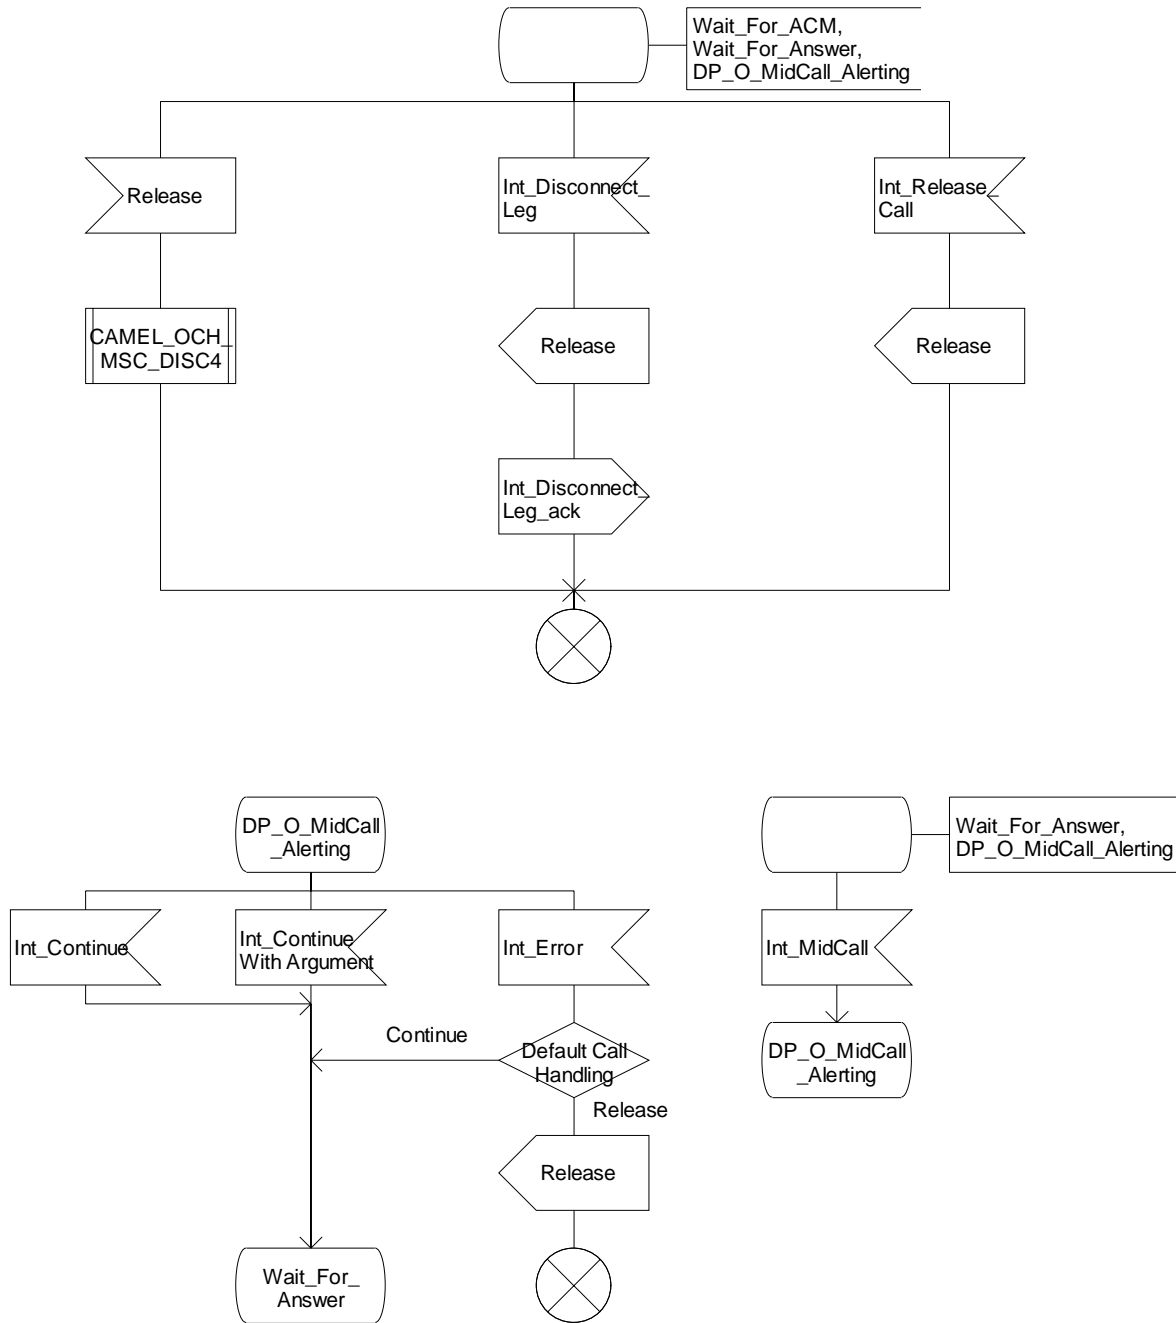 Wait_For_ACM,
Wait_For_Answer,
DP_O_MidCall_Alerting
Release
Int_Disconnect_
Leg
Int_Release_
Call
CAMEL_OCH_
MSC_DISC4
Release
Release
Int_Disconnect_
Leg_ack
DP_O_MidCall
_Alerting
Wait_For_Answer,
DP_O_MidCall_Alerting
Int_Continue
Int_Continue
With Argument
Int_Error
Int_MidCall
Continue
Default Call
Handling
DP_O_MidCall
_Alerting
Release
Release
Wait_For_
Answer